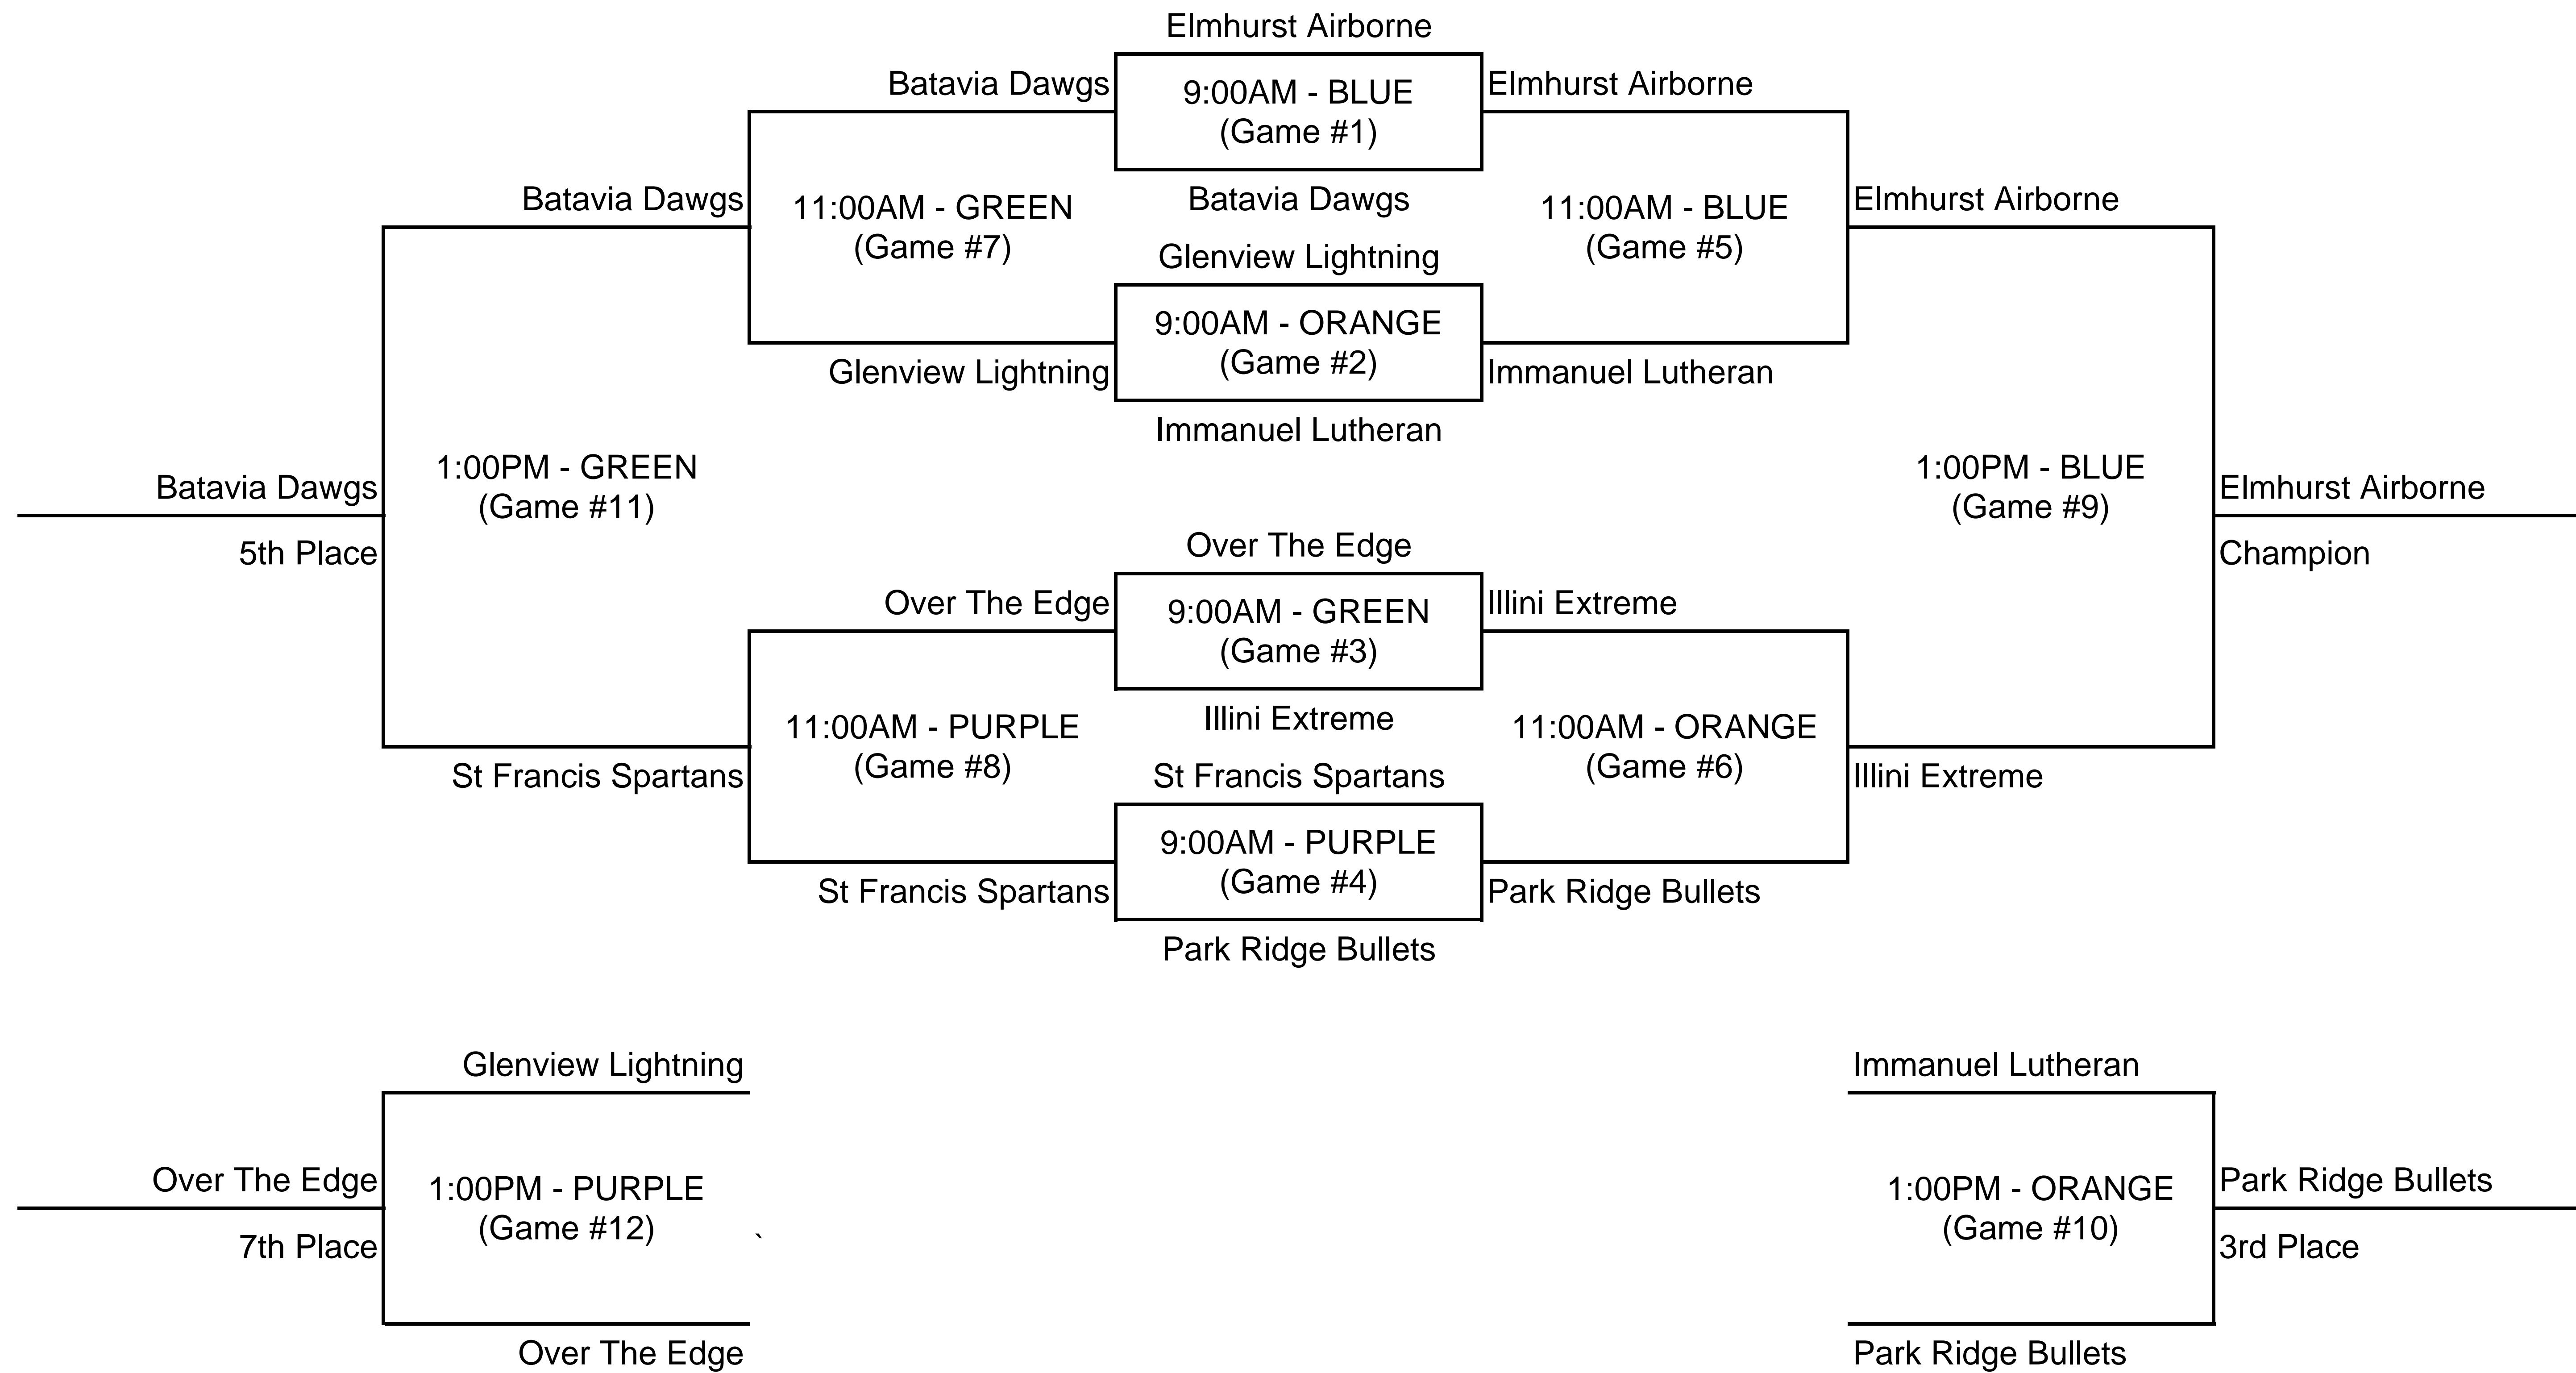 Elmhurst Airborne
Batavia Dawgs
9:00AM - BLUE
(Game #1)
Elmhurst Airborne
Batavia Dawgs
11:00AM - GREEN
(Game #7)
Batavia Dawgs
11:00AM - BLUE
(Game #5)
Elmhurst Airborne
Glenview Lightning
9:00AM - ORANGE
(Game #2)
Glenview Lightning
Immanuel Lutheran
Immanuel Lutheran
Batavia Dawgs
5th Place
1:00PM - GREEN
(Game #11)
1:00PM - BLUE
(Game #9)
Elmhurst Airborne
Champion
Over The Edge
Over The Edge
9:00AM - GREEN
(Game #3)
Illini Extreme
Illini Extreme
11:00AM - PURPLE
(Game #8)
11:00AM - ORANGE
(Game #6)
St Francis Spartans
St Francis Spartans
Illini Extreme
9:00AM - PURPLE
(Game #4)
St Francis Spartans
Park Ridge Bullets
Park Ridge Bullets
Glenview Lightning
Over The Edge
7th Place
1:00PM - PURPLE
(Game #12)
`
Over The Edge
Immanuel Lutheran
1:00PM - ORANGE
(Game #10)
Park Ridge Bullets
3rd Place
Park Ridge Bullets